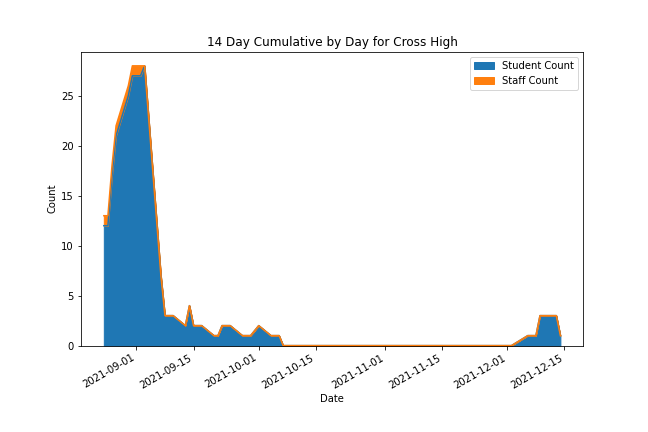 14 Day Cumulative by Day for Cross High
Student Count
Staff Count
Count
25
20
15
10
5
0
2021-09-01
2021-09-15
2021-10-01
2021-10-15
2021-11-01
2021-11-15
2021-12-01
2021-12-15
Date